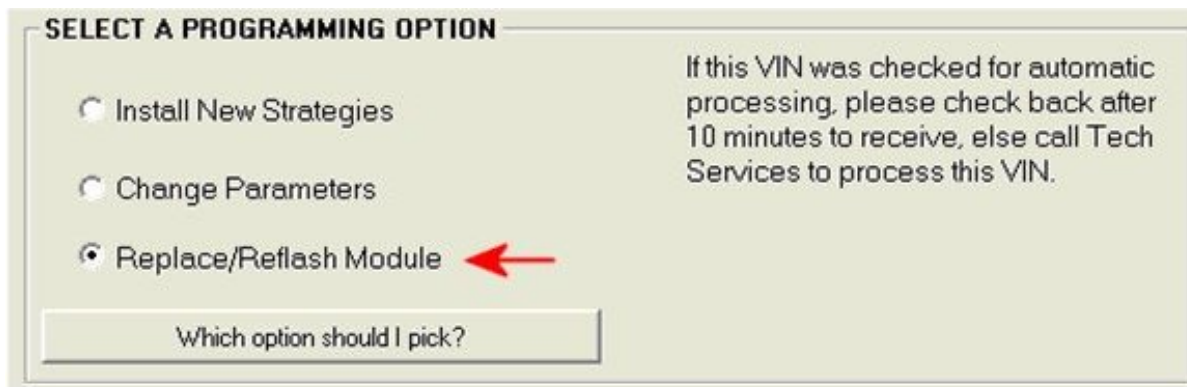 SELECT A PROGRAMMING OPTION
Install New Strategies
Change Parameters
Replace/Reflash Module
Which option should I pick?
If this VIN was checked for automatic
processing, please check back after
10 minutes to receive, else call Tech
Services to process this VIN.